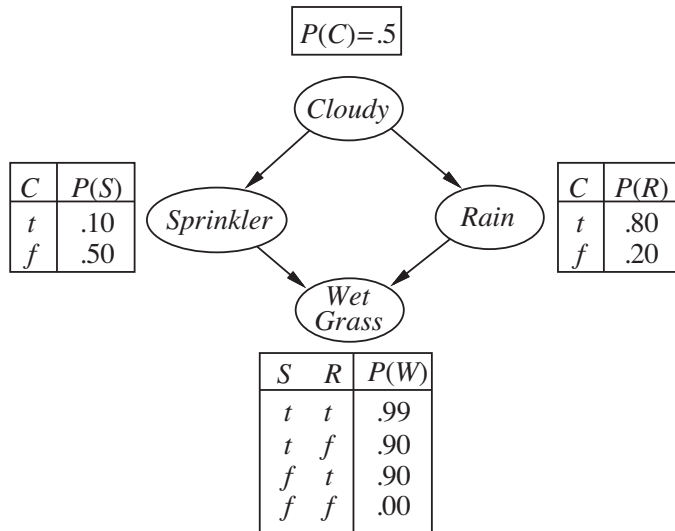 P(C)=.5
Cloudy
C P(S)
t .10
f .50
Sprinkler
Rain
C P(R)
t .80
f .20
Wet
Grass
S R P(W)
t t .99
t f .90
f t .90
f f .00